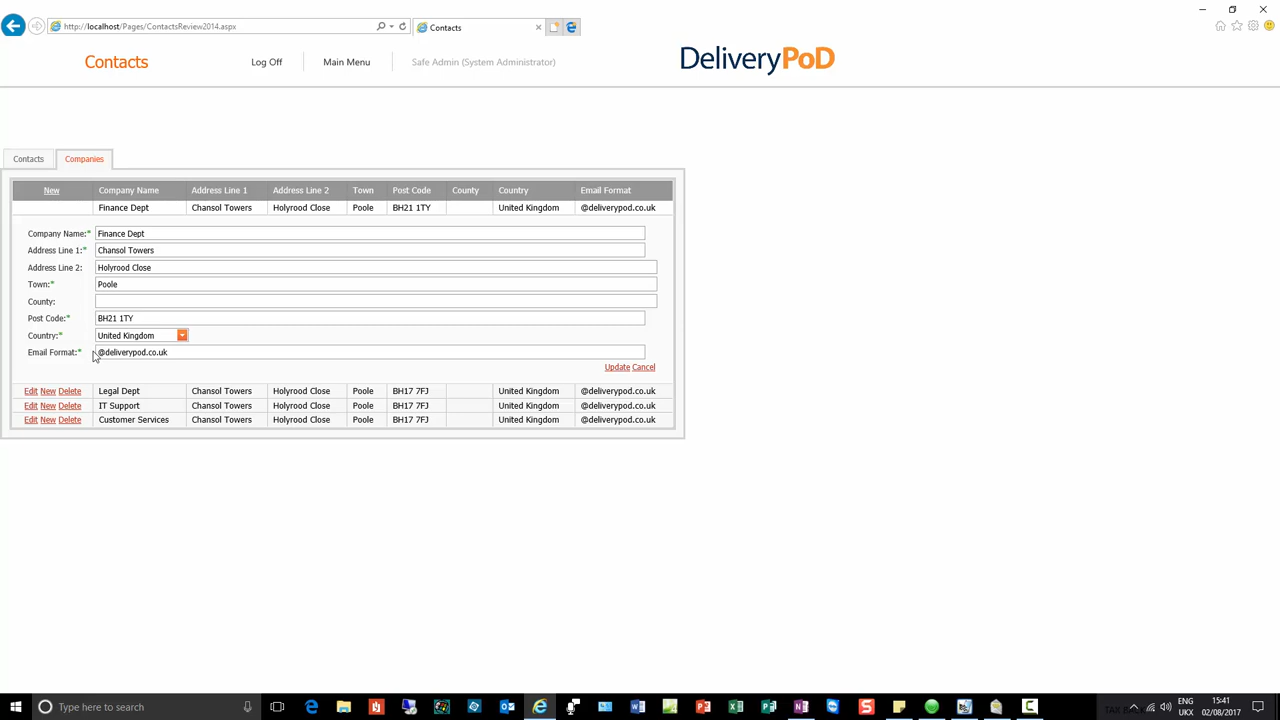 http://localhost/Pages/ContactsReview2014.aspx
Contacts
Contacts
Log Off
Main Menu
Safe Admin (System Administrator)
DeliveryPoD
Contacts
Companies
New Company Name Address Line 1 Address Line 2 Town Post Code County Country Email Format
Finance Dept Chansol Towers Holyrood Close Poole BH21 1TY United Kingdom @deliverypod.co.uk
Company Name:* Finance Dept
Address Line 1:* Chansol Towers
Address Line 2: Holyrood Close
Town:* Poole
County:
Post Code:* BH21 1TY
Country:* United Kingdom
Email Format:* @deliverypod.co.uk
Update Cancel
Edit New Delete Legal Dept Chansol Towers Holyrood Close Poole BH17 7FJ United Kingdom @deliverypod.co.uk
Edit New Delete IT Support Chansol Towers Holyrood Close Poole BH17 7FJ United Kingdom @deliverypod.co.uk
Edit New Delete Customer Services Chansol Towers Holyrood Close Poole BH17 7FJ United Kingdom @deliverypod.co.uk
Type here to search
ENG 15:41
UKX 02/08/2017